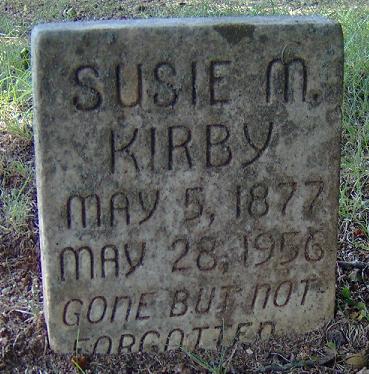 SUSIE M.
KIRBY
MAY 5, 1877
MAY 28, 1956
GONE BUT NOT
FORGOTTEN